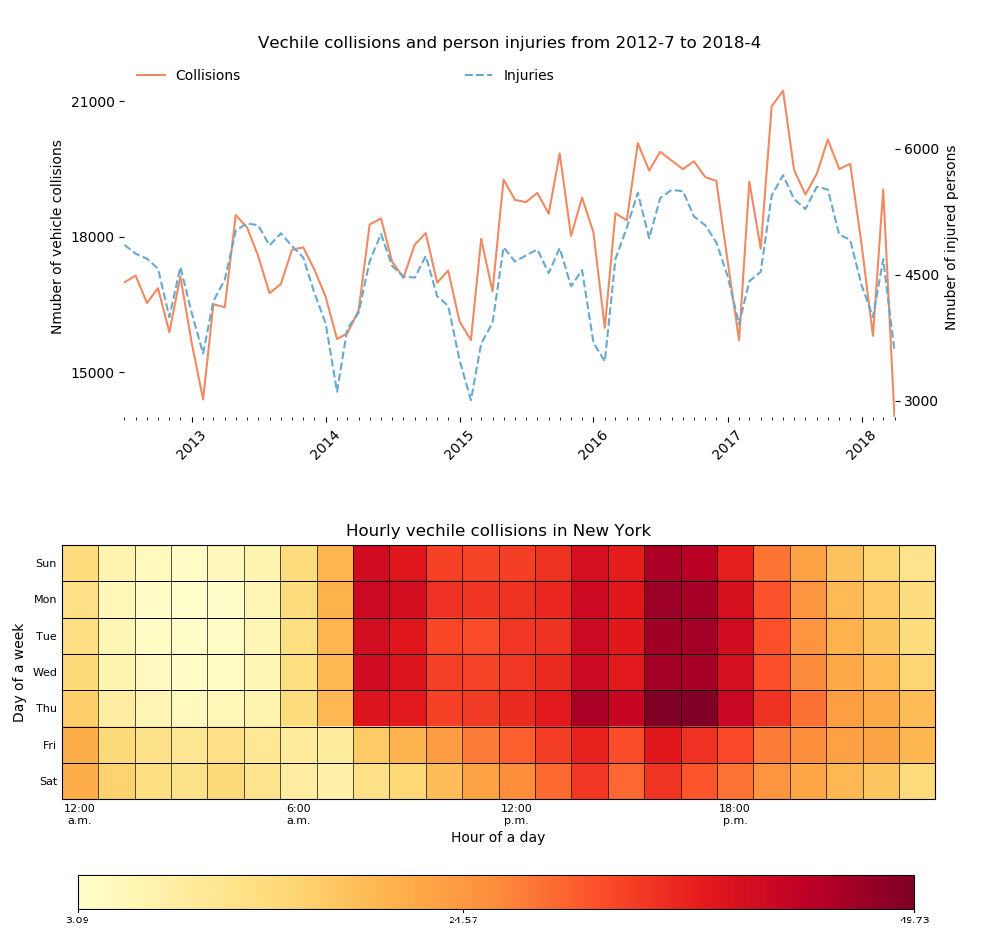 Vechile collisions and person injuries from 2012-7 to 2018-4
Collisions
Injuries
21000
18000
15000
Nmuber of vehicle collisions
6000
4500
3000
Nmuber of injured persons
2013
2014
2015
2016
2017
2018
Hourly vechile collisions in New York
Day of a week
Sun
Mon
Tue
Wed
Thu
Fri
Sat
12:00
a.m.
6:00
a.m.
12:00
p.m.
18:00
p.m.
Hour of a day
3.09
24.57
49.73